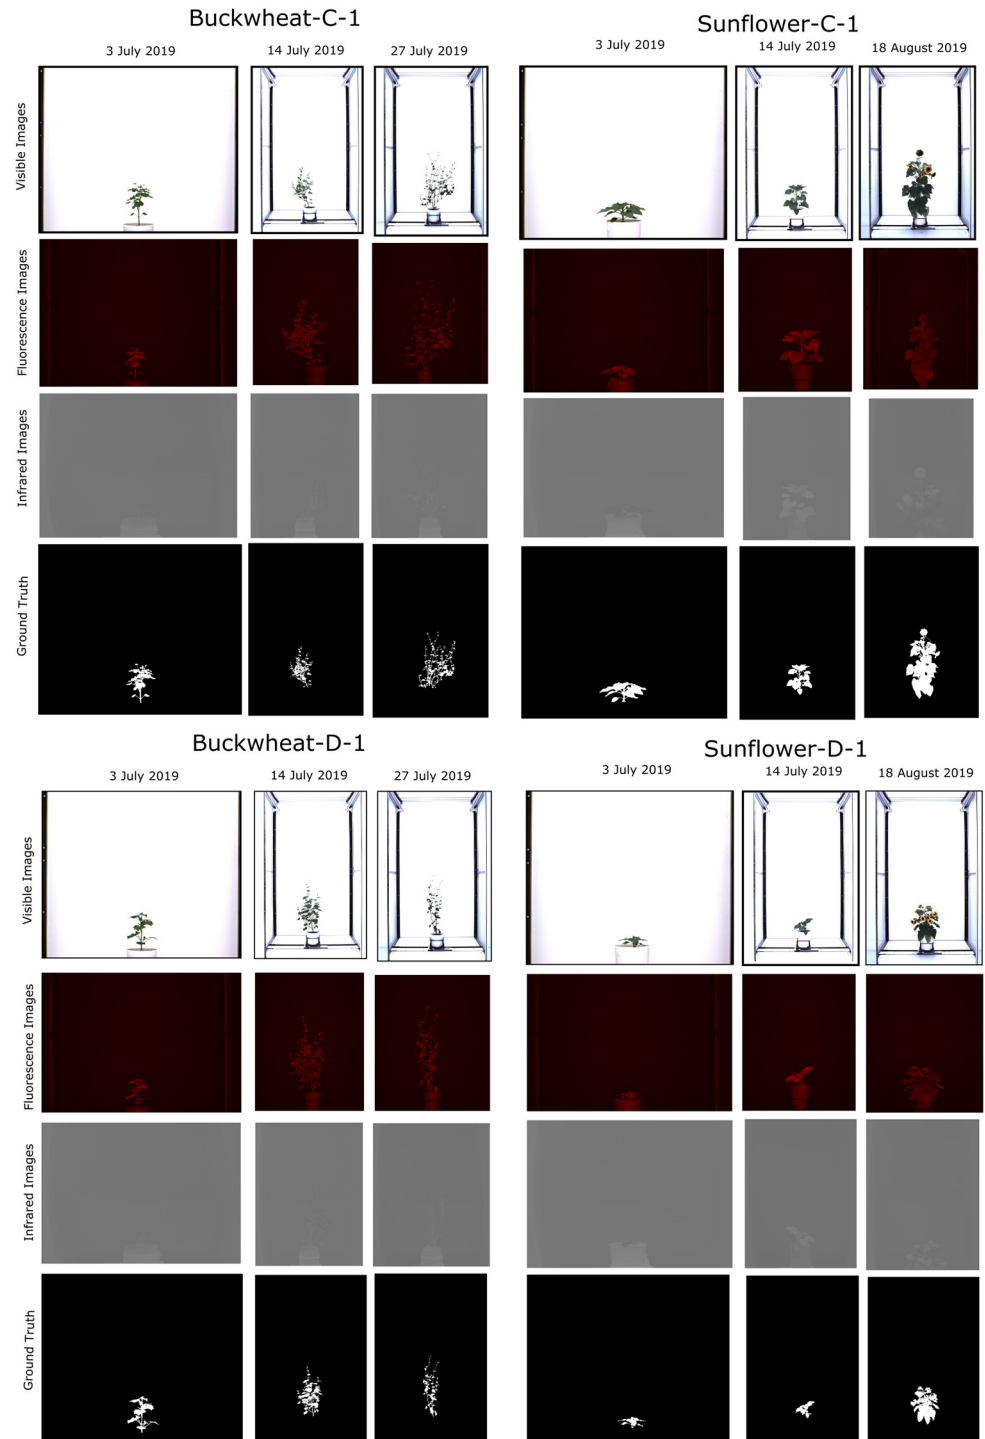 Buckwheat-C-1
3 July 2019
14 July 2019
27 July 2019
Visible Images
Fluorescence Images
Infrared Images
Ground Truth
Sunflower-C-1
3 July 2019
14 July 2019
18 August 2019
Buckwheat-D-1
3 July 2019
14 July 2019
27 July 2019
Visible Images
Fluorescence Images
Infrared Images
Ground Truth
Sunflower-D-1
3 July 2019
14 July 2019
18 August 2019